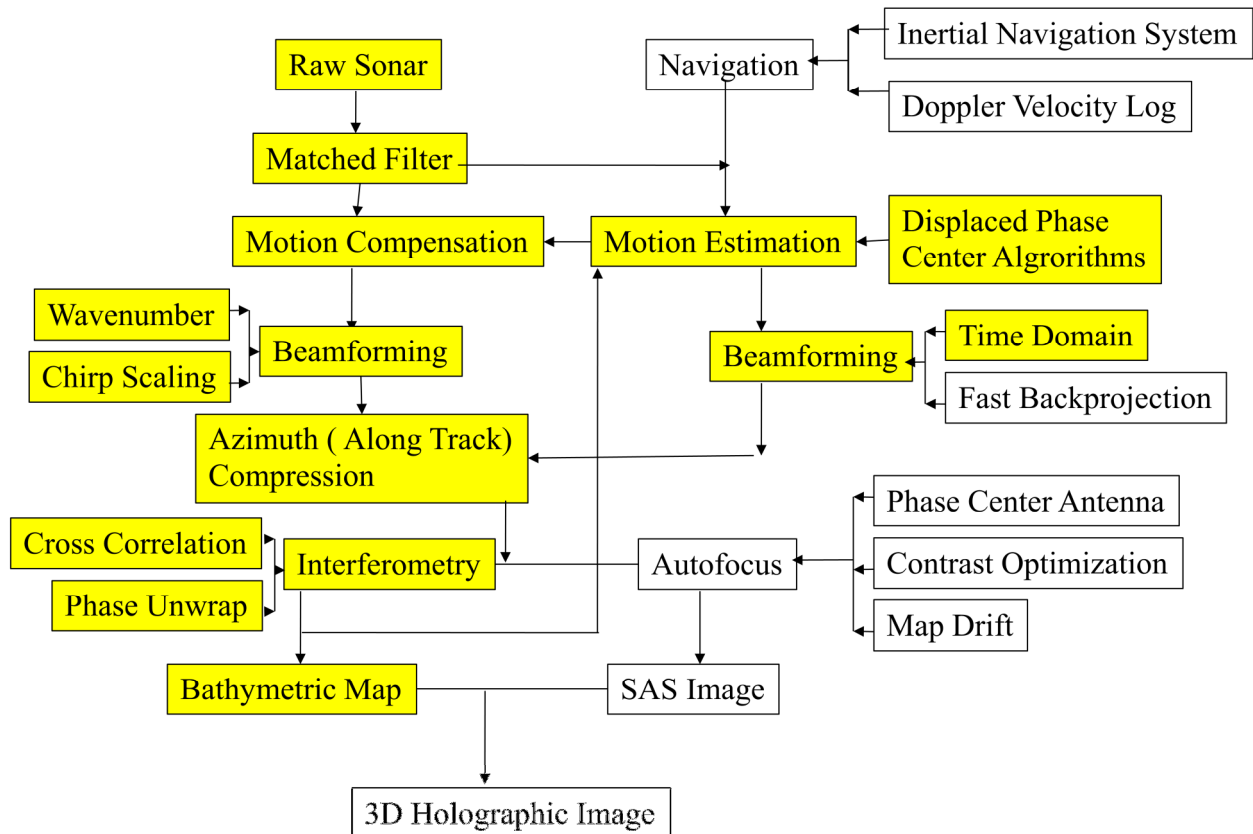 Raw Sonar
Navigation
Inertial Navigation System
Doppler Velocity Log
Matched Filter
Motion Compensation
Motion Estimation
Displaced Phase
Center Algrorithms
Wavenumber
Chirp Scaling
Beamforming
Beamforming
Time Domain
Fast Backprojection
Azimuth ( Along Track)
Compression
Cross Correlation
Phase Unwrap
Interferometry
Autofocus
Phase Center Antenna
Contrast Optimization
Map Drift
Bathymetric Map
SAS Image
3D Holographic Image